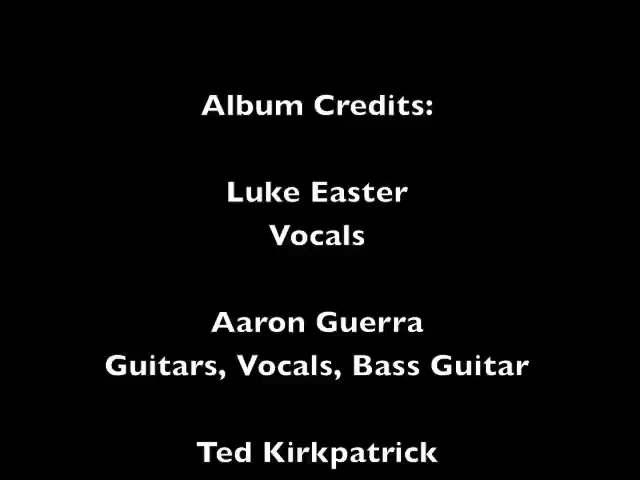 Album Credits:
Luke Easter
Vocals
Aaron Guerra
Guitars, Vocals, Bass Guitar
Ted Kirkpatrick